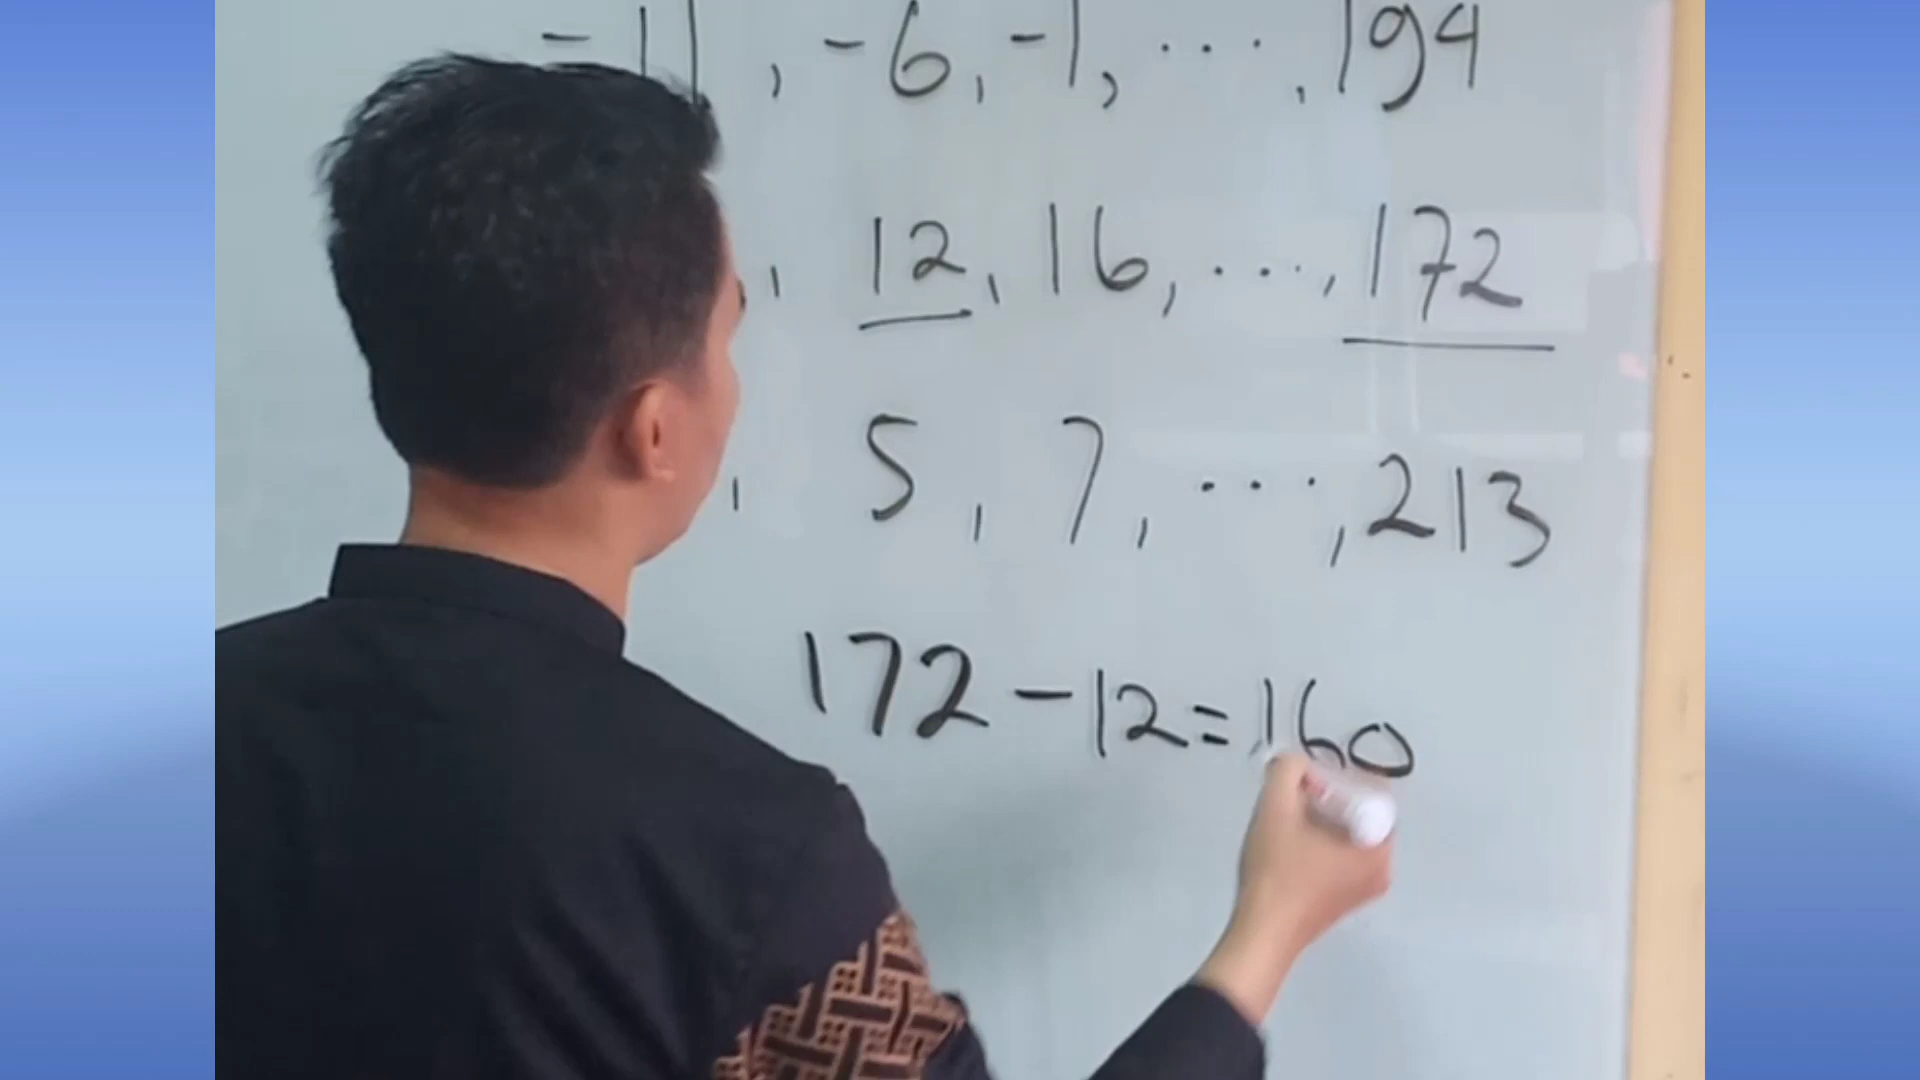 -11, -6, -1, ..., 194
, 12, 16, ..., 172
, 5, 7, ..., 213
172 - 12 = 160